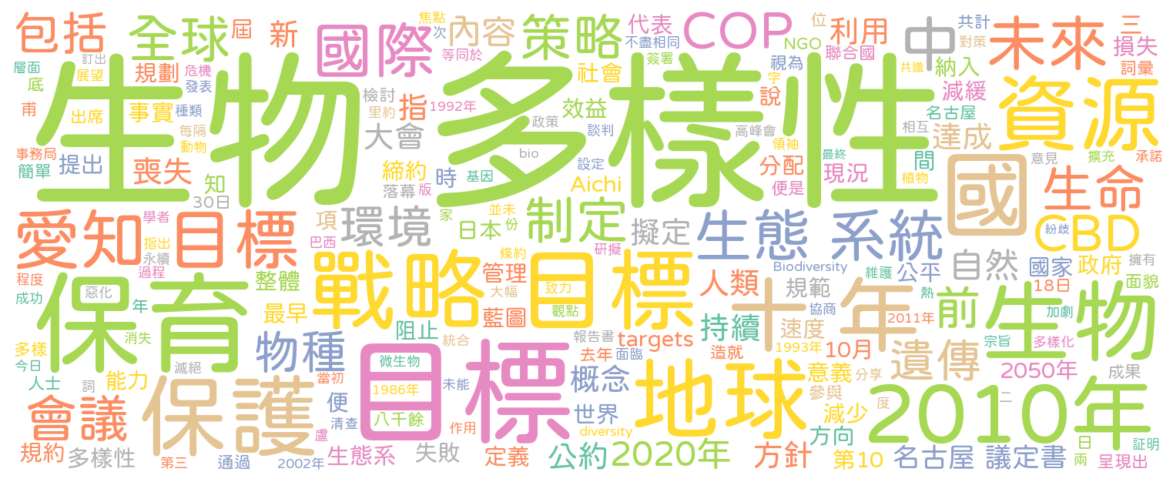 包括 全球 屆 新 國際 焦點 次 內容 等同於 策略 代表 不盡相同 簽署 COP NGO 位 利用 聯合國 中 共計 對策 未來 三 損失
層面 訂出 展望 底 危機 發表 規劃 社會 視為 共識 納入 詞彙
甫 出席 事實 種類 檢討 1992年 里約 指 效益 政策 談判 高峰會 字 說 減緩 名古屋 資源
生物多樣性
事務局 簡單 提出 每隔 動物 喪失 知 30日 大會 締約 落幕 時 版 bio 基因 設定 Aichi 領袖 分配 便是 最終 現況 植物 相互 達成 間 意見 擴充 承諾
愛知目標 學者 指出 永續 過程 巴西 項 環境 家 日本 並未 份 條約 制定 研擬 擬定 生態 系統 國 生命 CBD 紛歧
程度 成功 惡化 年 整體 最早 戰略目標 管理 大幅 藍圖 致力 觀點 人類 Biodiversity 維護 公平 規範 自然 國家 政府 18日 擁有 面貌
保育 消失 物種 阻止 統合 報告書 targets 持續 造就 十年 協商 速度 1993年 2011年 熱 前 宗旨 生物 加劇 多樣化
多樣 今日 人士 詞 滅絕 能力 保護 當初 微生物 1986年 未能 目標 去年 面臨 概念 地球 10月 意義 分享 參與 遺傳 2050年 成果
會議 便 清查 八千餘 作用 世界 diversity 減少 度 二 2010年
規約 多樣性 第三 通過 盧 2002年 生態系 失敗 定義 公約 2020年 方針 方向 第10 名古屋 議定書 日 兩 証明 呈現出